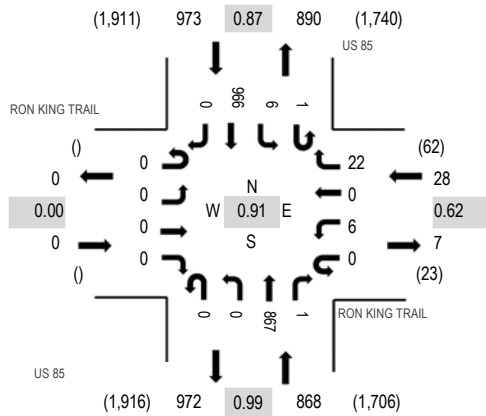 (1,911) 973 0.87 890 (1,740)
US 85
0 966 6 1
RON KING TRAIL
() (62)
0 22
0 28
0 0
N
0.00 W 0.91 E 0.62
0 6
S
0 7
0 0
() (23)
0 0 867 1
RON KING TRAIL
US 85
(1,916) 972 0.99 868 (1,706)